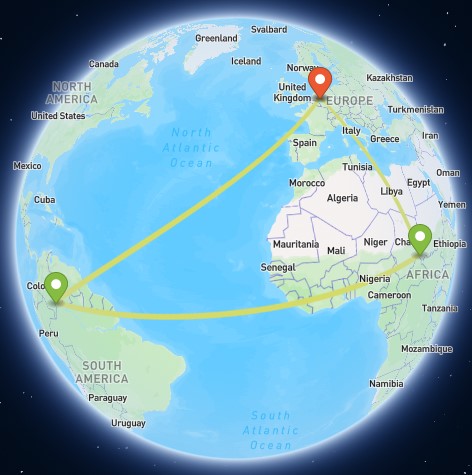 Svalbard
Greenland
Iceland
Norway
Canada
Kazakhstan
NORTH
AMERICA
United
Kingdom
EUROPE
United States
Turkmenistan
North
Atlantic
Ocean
Italy
Greece
Iran
Spain
Mexico
Tunisia
Oman
Morocco
Libya
Egypt
Algeria
Cuba
Yemen
Mauritania
Mali
Niger
Cha
Ethiopia
Senegal
AFRICA
Nigeria
Colo
Cameroon
Tanzania
Peru
Mozambique
SOUTH
AMERICA
Namibia
Paraguay
South
Atlantic
Ocean
Uruguay